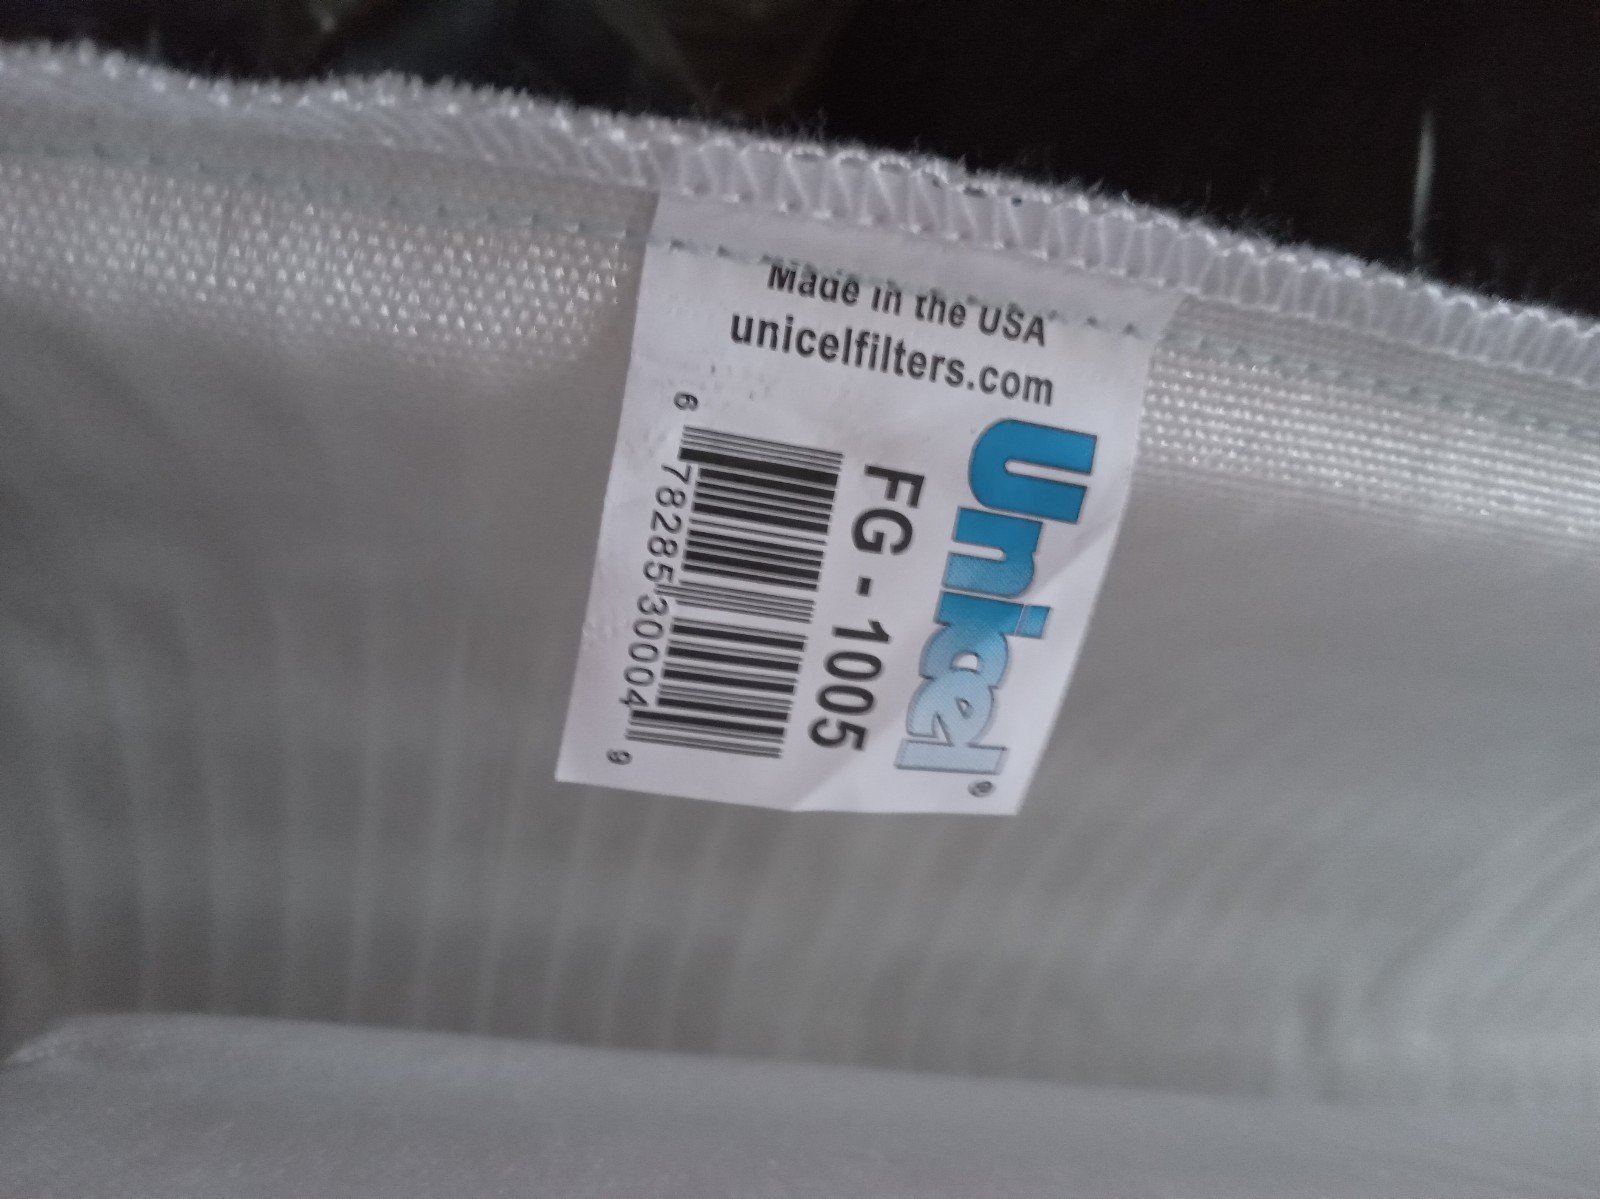 Made in the USA
unicelfilters.com
Unicel®
FG - 1005
6 78285 30004 9